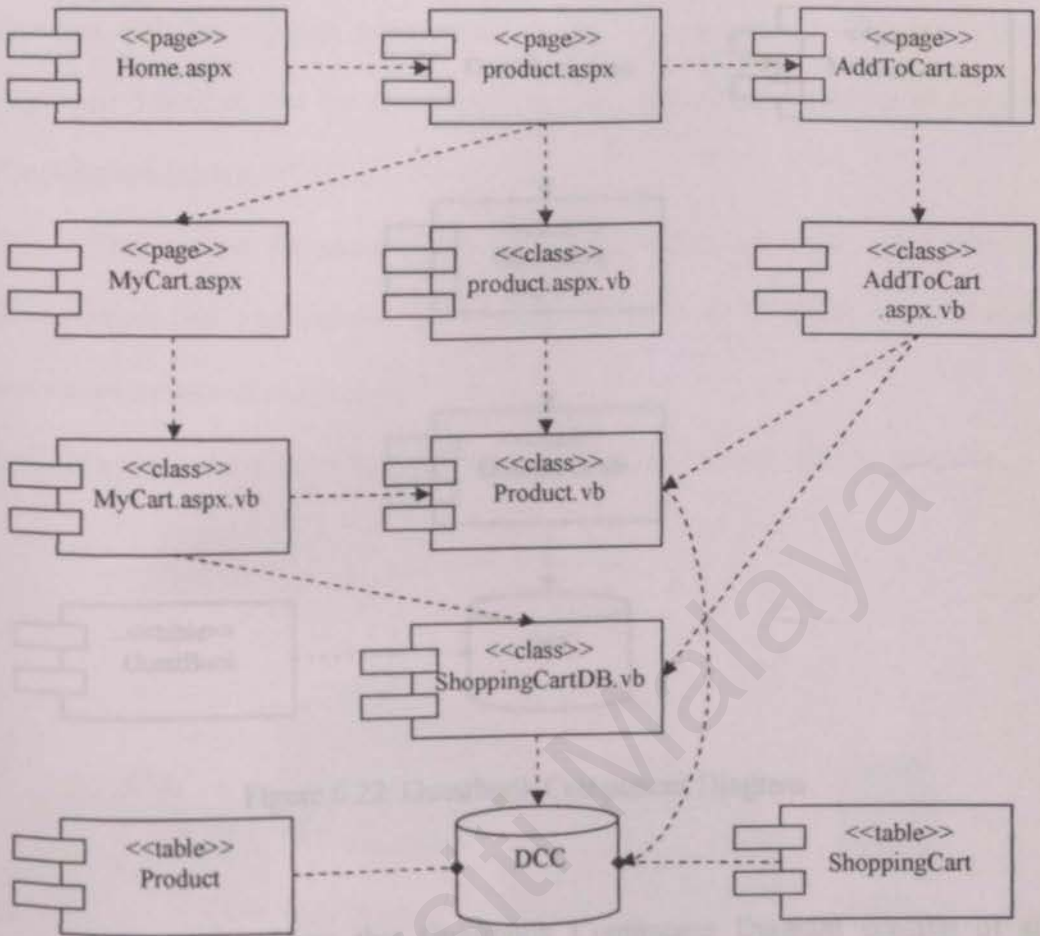 <<page>>
Home.aspx
<<page>>
product.aspx
<<page>>
AddToCart.aspx
<<page>>
MyCart.aspx
<<class>>
product.aspx.vb
<<class>>
AddToCart
.aspx.vb
<<class>>
MyCart.aspx.vb
<<class>>
Product.vb
<<class>>
ShoppingCartDB.vb
<<table>>
Product
DCC
<<table>>
ShoppingCart
Malaya